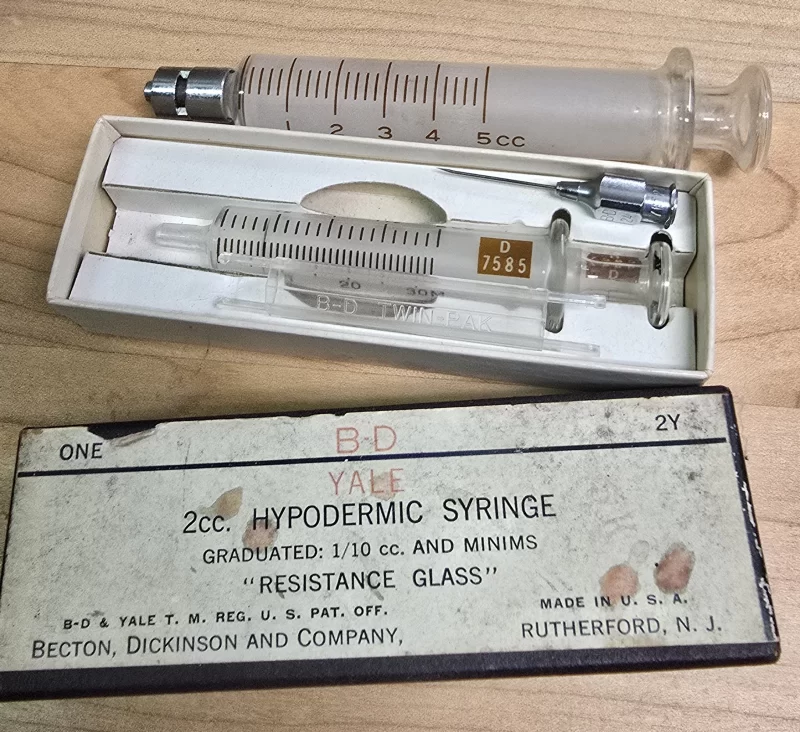 1 2 3 4 5CC
B-D
D
7585
D
20 30M
B-D TWIN-PAK
ONE B-D 2Y
YALE
2cc. HYPODERMIC SYRINGE
GRADUATED: 1/10 cc. AND MINIMS
"RESISTANCE GLASS"
B-D & YALE T. M. REG. U. S. PAT. OFF.
MADE IN U. S. A.
BECTON, DICKINSON AND COMPANY,
RUTHERFORD, N. J.